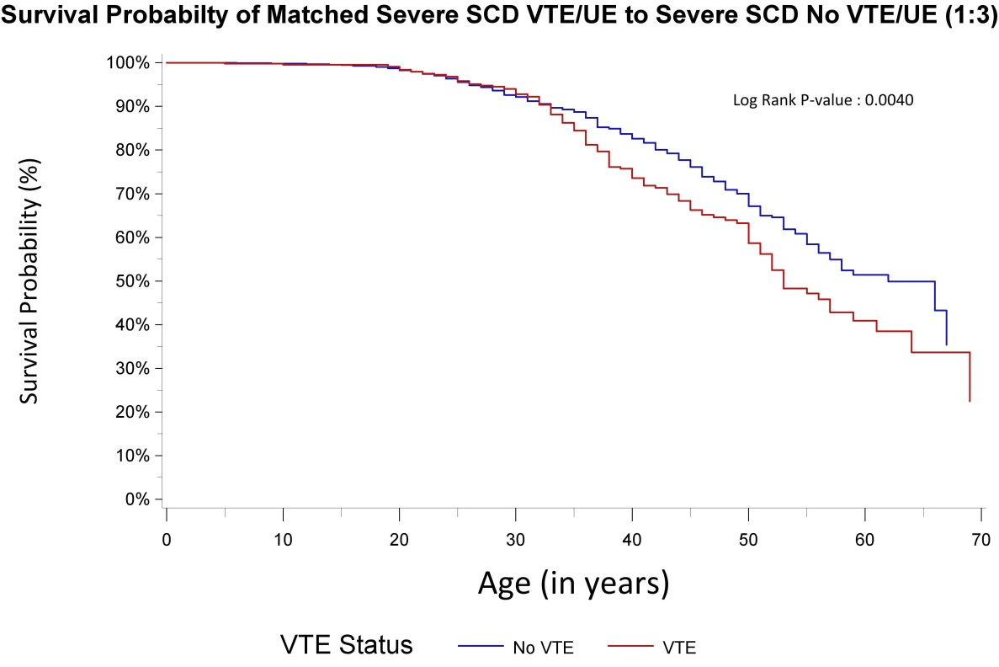 Survival Probabilty of Matched Severe SCD VTE/UE to Severe SCD No VTE/UE (1:3)
Log Rank P-value : 0.0040
Survival Probability (%)
100%
90%
80%
70%
60%
50%
40%
30%
20%
10%
0%
0 10 20 30 40 50 60 70
Age (in years)
VTE Status No VTE VTE